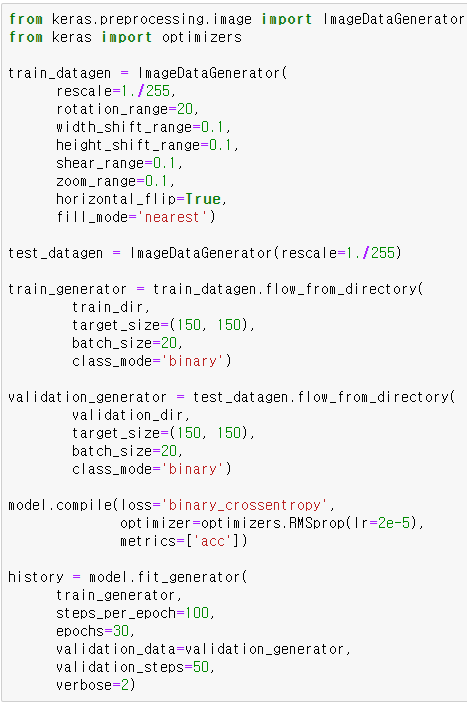 from keras.preprocessing.image import ImageDataGenerator
from keras import optimizers

train_datagen = ImageDataGenerator(
      rescale=1./255,
      rotation_range=20,
      width_shift_range=0.1,
      height_shift_range=0.1,
      shear_range=0.1,
      zoom_range=0.1,
      horizontal_flip=True,
      fill_mode='nearest')

test_datagen = ImageDataGenerator(rescale=1./255)

train_generator = train_datagen.flow_from_directory(
        train_dir,
        target_size=(150, 150),
        batch_size=20,
        class_mode='binary')

validation_generator = test_datagen.flow_from_directory(
        validation_dir,
        target_size=(150, 150),
        batch_size=20,
        class_mode='binary')

model.compile(loss='binary_crossentropy',
              optimizer=optimizers.RMSprop(lr=2e-5),
              metrics=['acc'])

history = model.fit_generator(
      train_generator,
      steps_per_epoch=100,
      epochs=30,
      validation_data=validation_generator,
      validation_steps=50,
      verbose=2)